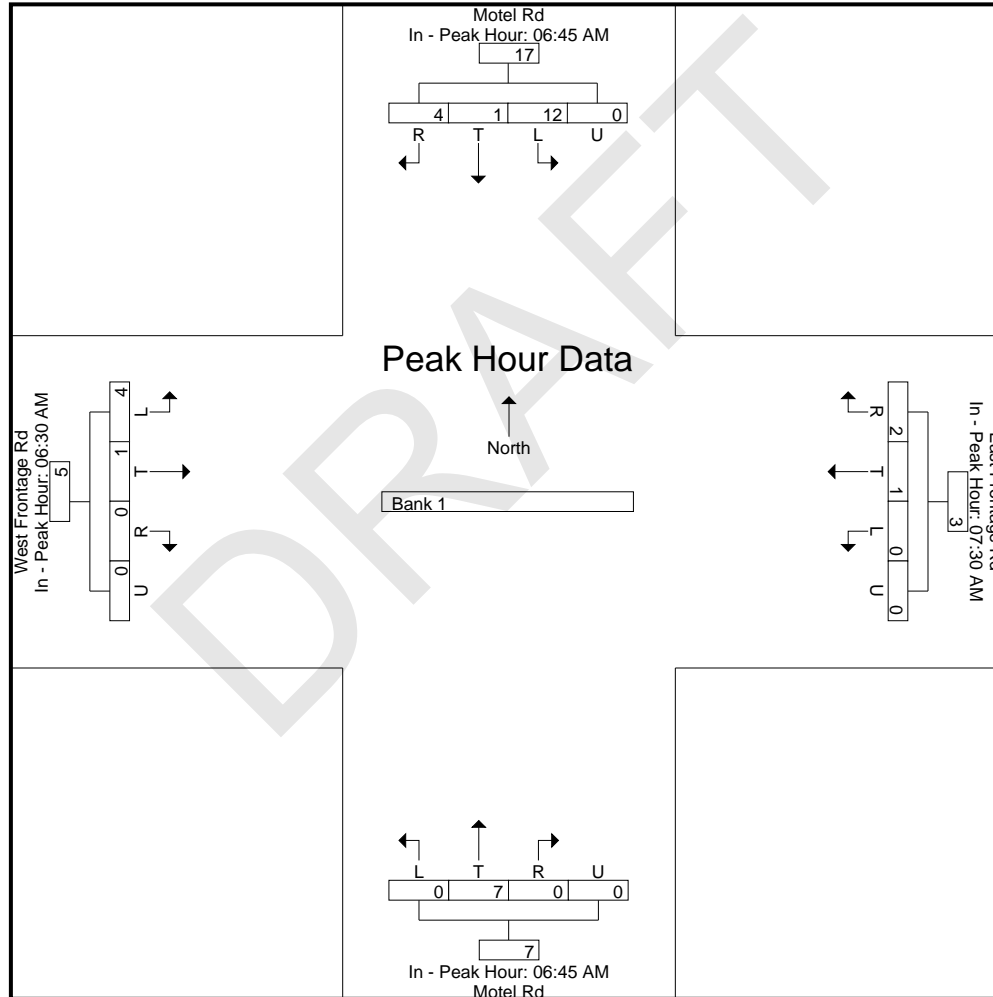 Motel Rd
In - Peak Hour: 06:45 AM
17
4 1 12 0
R T L U
Peak Hour Data
North
Bank 1
West Frontage Rd
In - Peak Hour: 06:30 AM
5
4 1 0 0
L T R U
R T L U
2 1 0 0
3
In - Peak Hour: 07:30 AM
Frontage Rd
L T R U
0 7 0 0
7
In - Peak Hour: 06:45 AM
Motel Rd
DRAFT